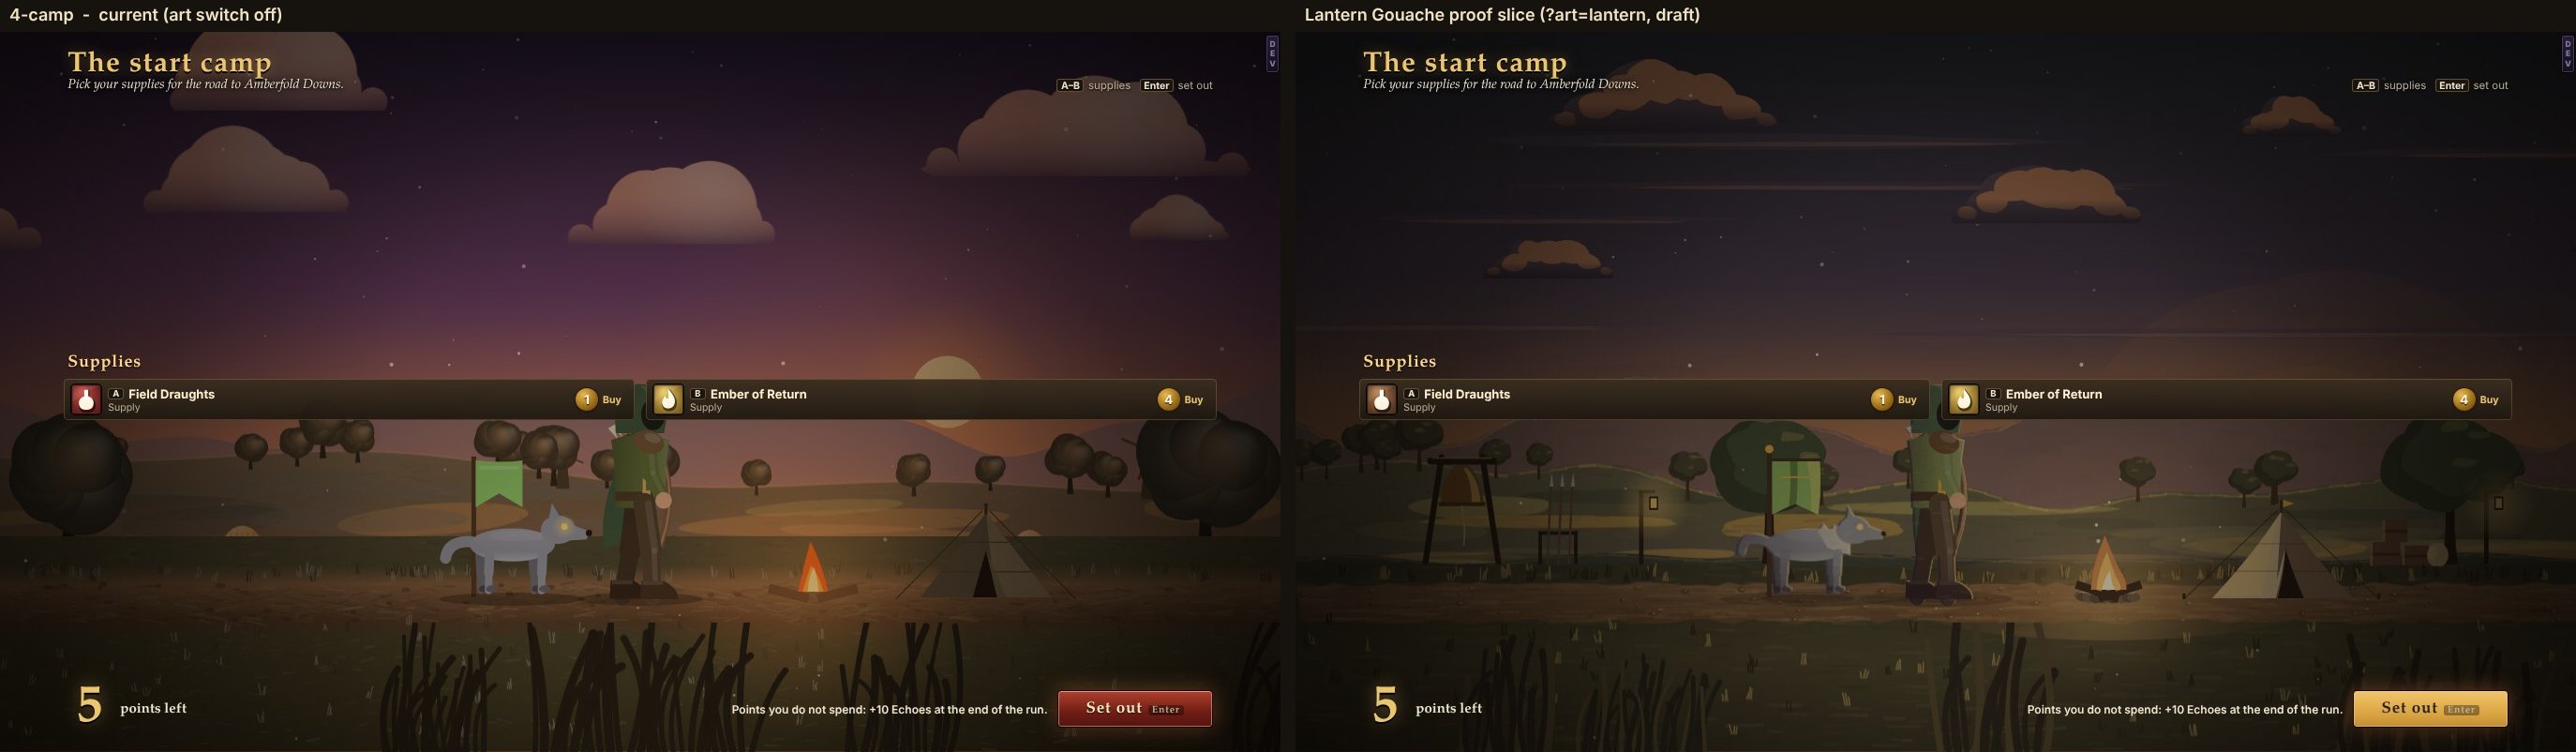 4-camp - current (art switch off)
The start camp
Pick your supplies for the road to Amberfold Downs.
A-B supplies Enter set out
DEV
Supplies
A Field Draughts
Supply
1 Buy
B Ember of Return
Supply
4 Buy
5 points left
Points you do not spend: +10 Echoes at the end of the run.
Set out Enter
Lantern Gouache proof slice (?art=lantern, draft)
The start camp
Pick your supplies for the road to Amberfold Downs.
A-B supplies Enter set out
DEV
Supplies
A Field Draughts
Supply
1 Buy
B Ember of Return
Supply
4 Buy
5 points left
Points you do not spend: +10 Echoes at the end of the run.
Set out Enter